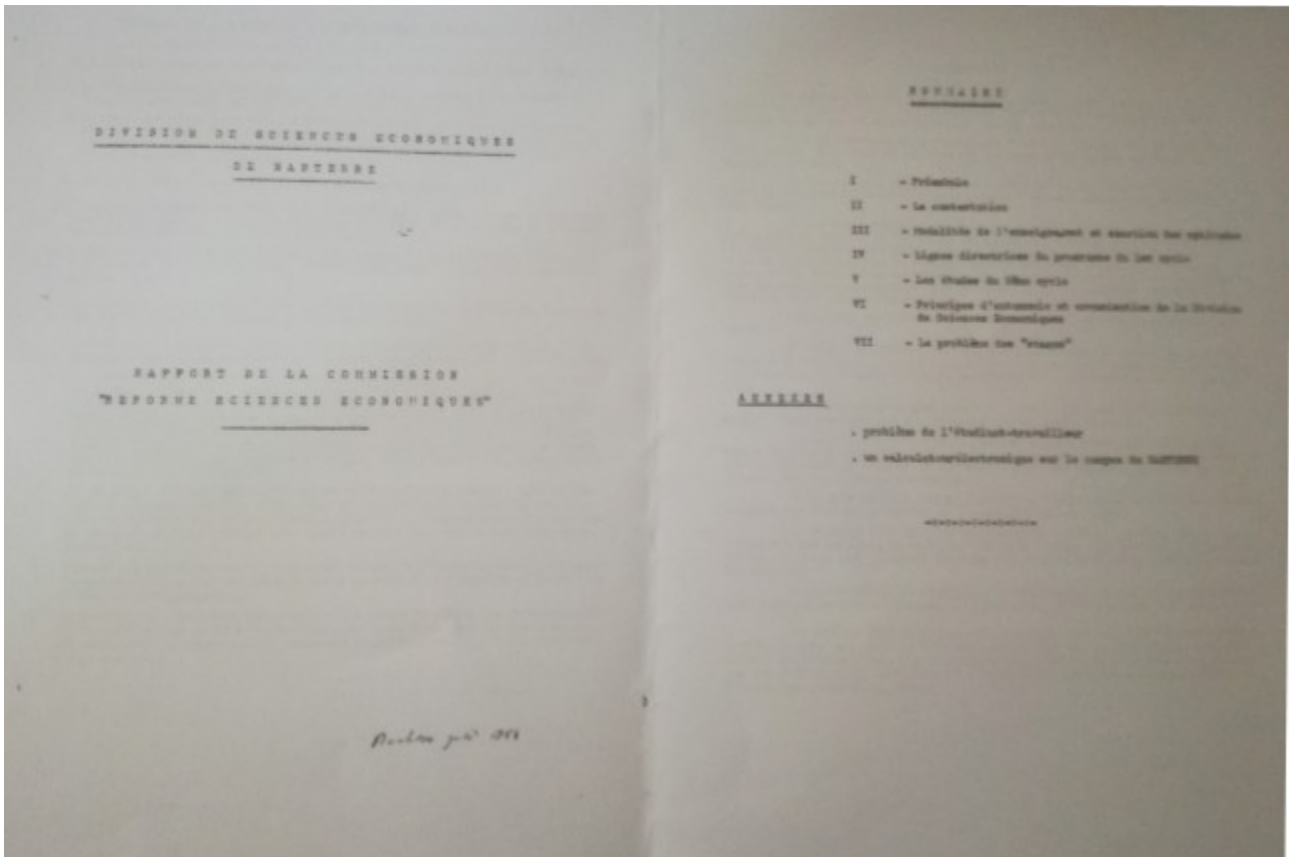 DIVISION DE SCIENCES ECONOMIQUES
DE NANTERRE
RAPPORT DE LA COMMISSION
"REFORME SCIENCES ECONOMIQUES"
SOMMAIRE
I - Préambule
II - La contestation
III - Modalités de l'enseignement et sanction des aptitudes
IV - Lignes directrices du programme du 1er cycle
V - Les études du 2ème cycle
VI - Principes d'autonomie et organisation de la Division
de Sciences Economiques
VII - Le problème des "stages"
ANNEXES
. problème de l'étudiant-travailleur
. un calculateur électronique sur le campus de NANTERRE